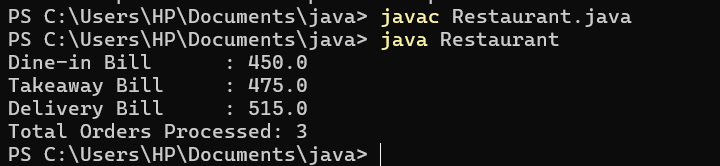 PS C:\Users\HP\Documents\java> javac Restaurant.java
PS C:\Users\HP\Documents\java> java Restaurant
Dine-in Bill      : 450.0
Takeaway Bill     : 475.0
Delivery Bill     : 515.0
Total Orders Processed: 3
PS C:\Users\HP\Documents\java>